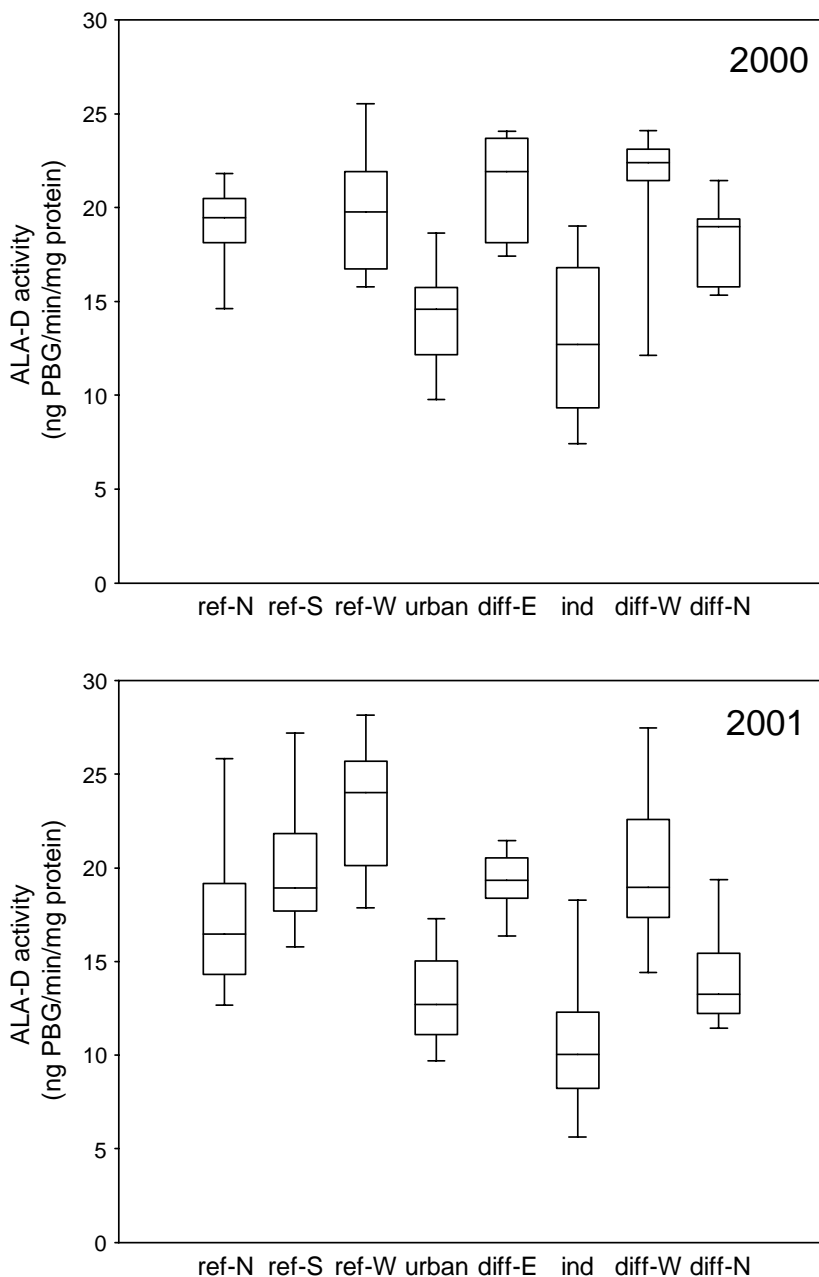 2000
30
25
20
15
10
5
0
ALA-D activity
(ng PBG/min/mg protein)
ref-N ref-S ref-W urban diff-E ind diff-W diff-N
2001
30
25
20
15
10
5
0
ALA-D activity
(ng PBG/min/mg protein)
ref-N ref-S ref-W urban diff-E ind diff-W diff-N